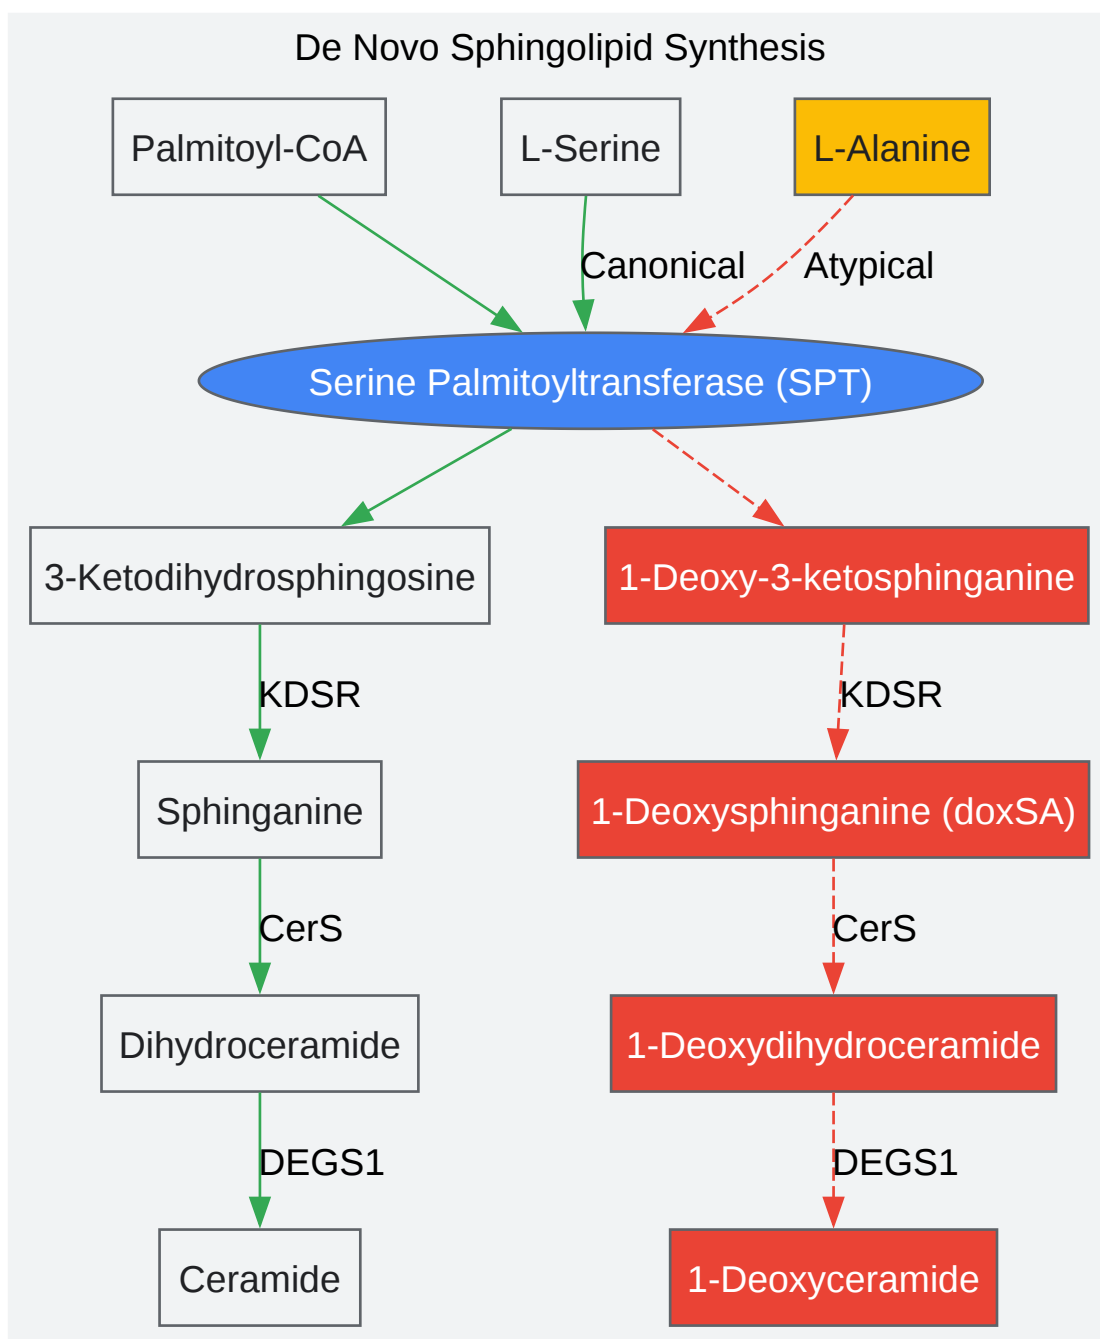 De Novo Sphingolipid Synthesis
Palmitoyl-CoA
L-Serine
L-Alanine
Canonical
Atypical
Serine Palmitoyltransferase (SPT)
3-Ketodihydrosphingosine
1-Deoxy-3-ketosphinganine
KDSR
KDSR
Sphinganine
1-Deoxysphinganine (doxSA)
CerS
CerS
Dihydroceramide
1-Deoxydihydroceramide
DEGS1
DEGS1
Ceramide
1-Deoxyceramide